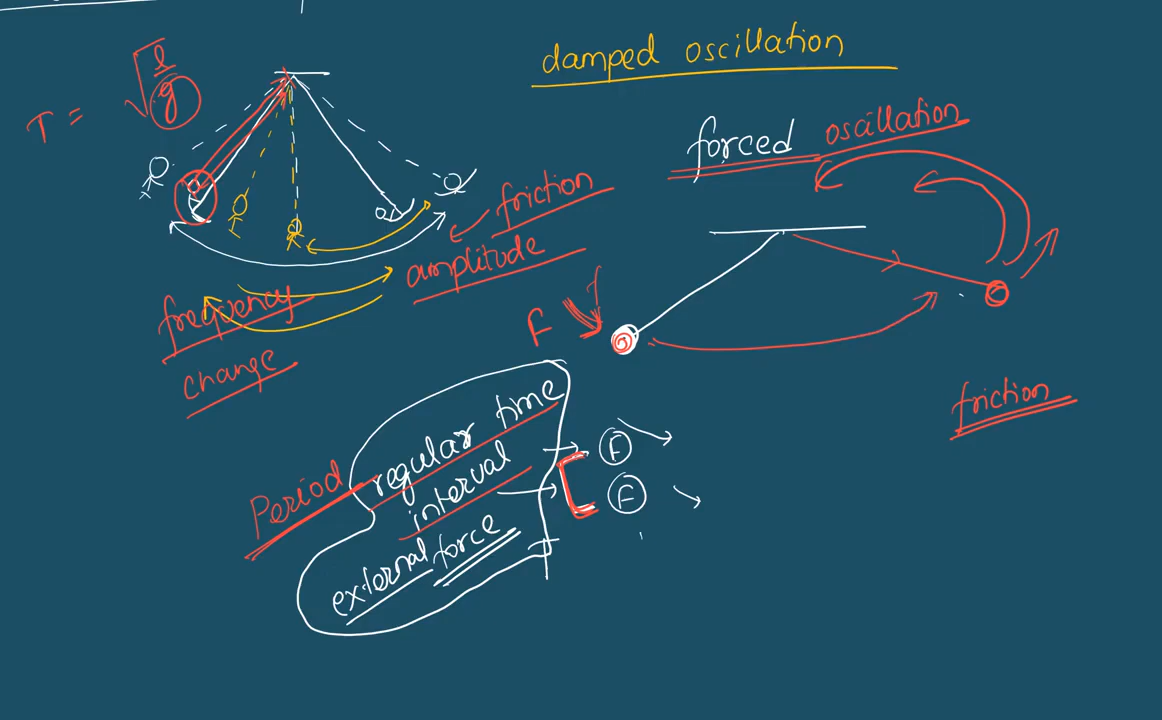 damped oscillation
T = √l/g
forced oscillation
friction
amplitude
frequency
change
F
friction
Period
regular time
interval
external force
F
F